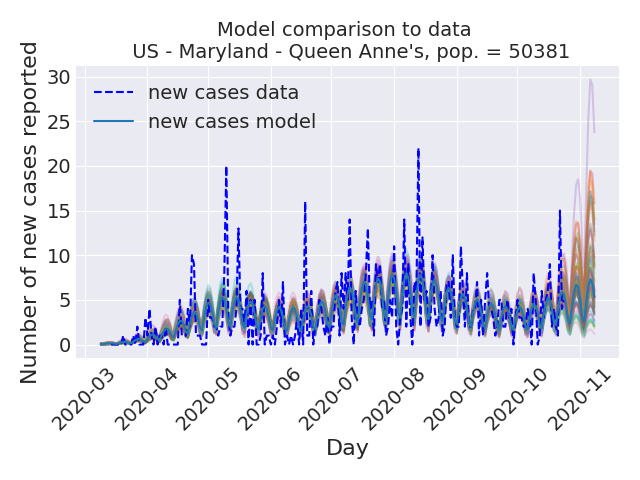 Model comparison to data
US - Maryland - Queen Anne's, pop. = 50381
Number of new cases reported
30
25
20
15
10
5
0
new cases data
new cases model
2020-03
2020-04
2020-05
2020-06
2020-07
2020-08
2020-09
2020-10
2020-11
Day